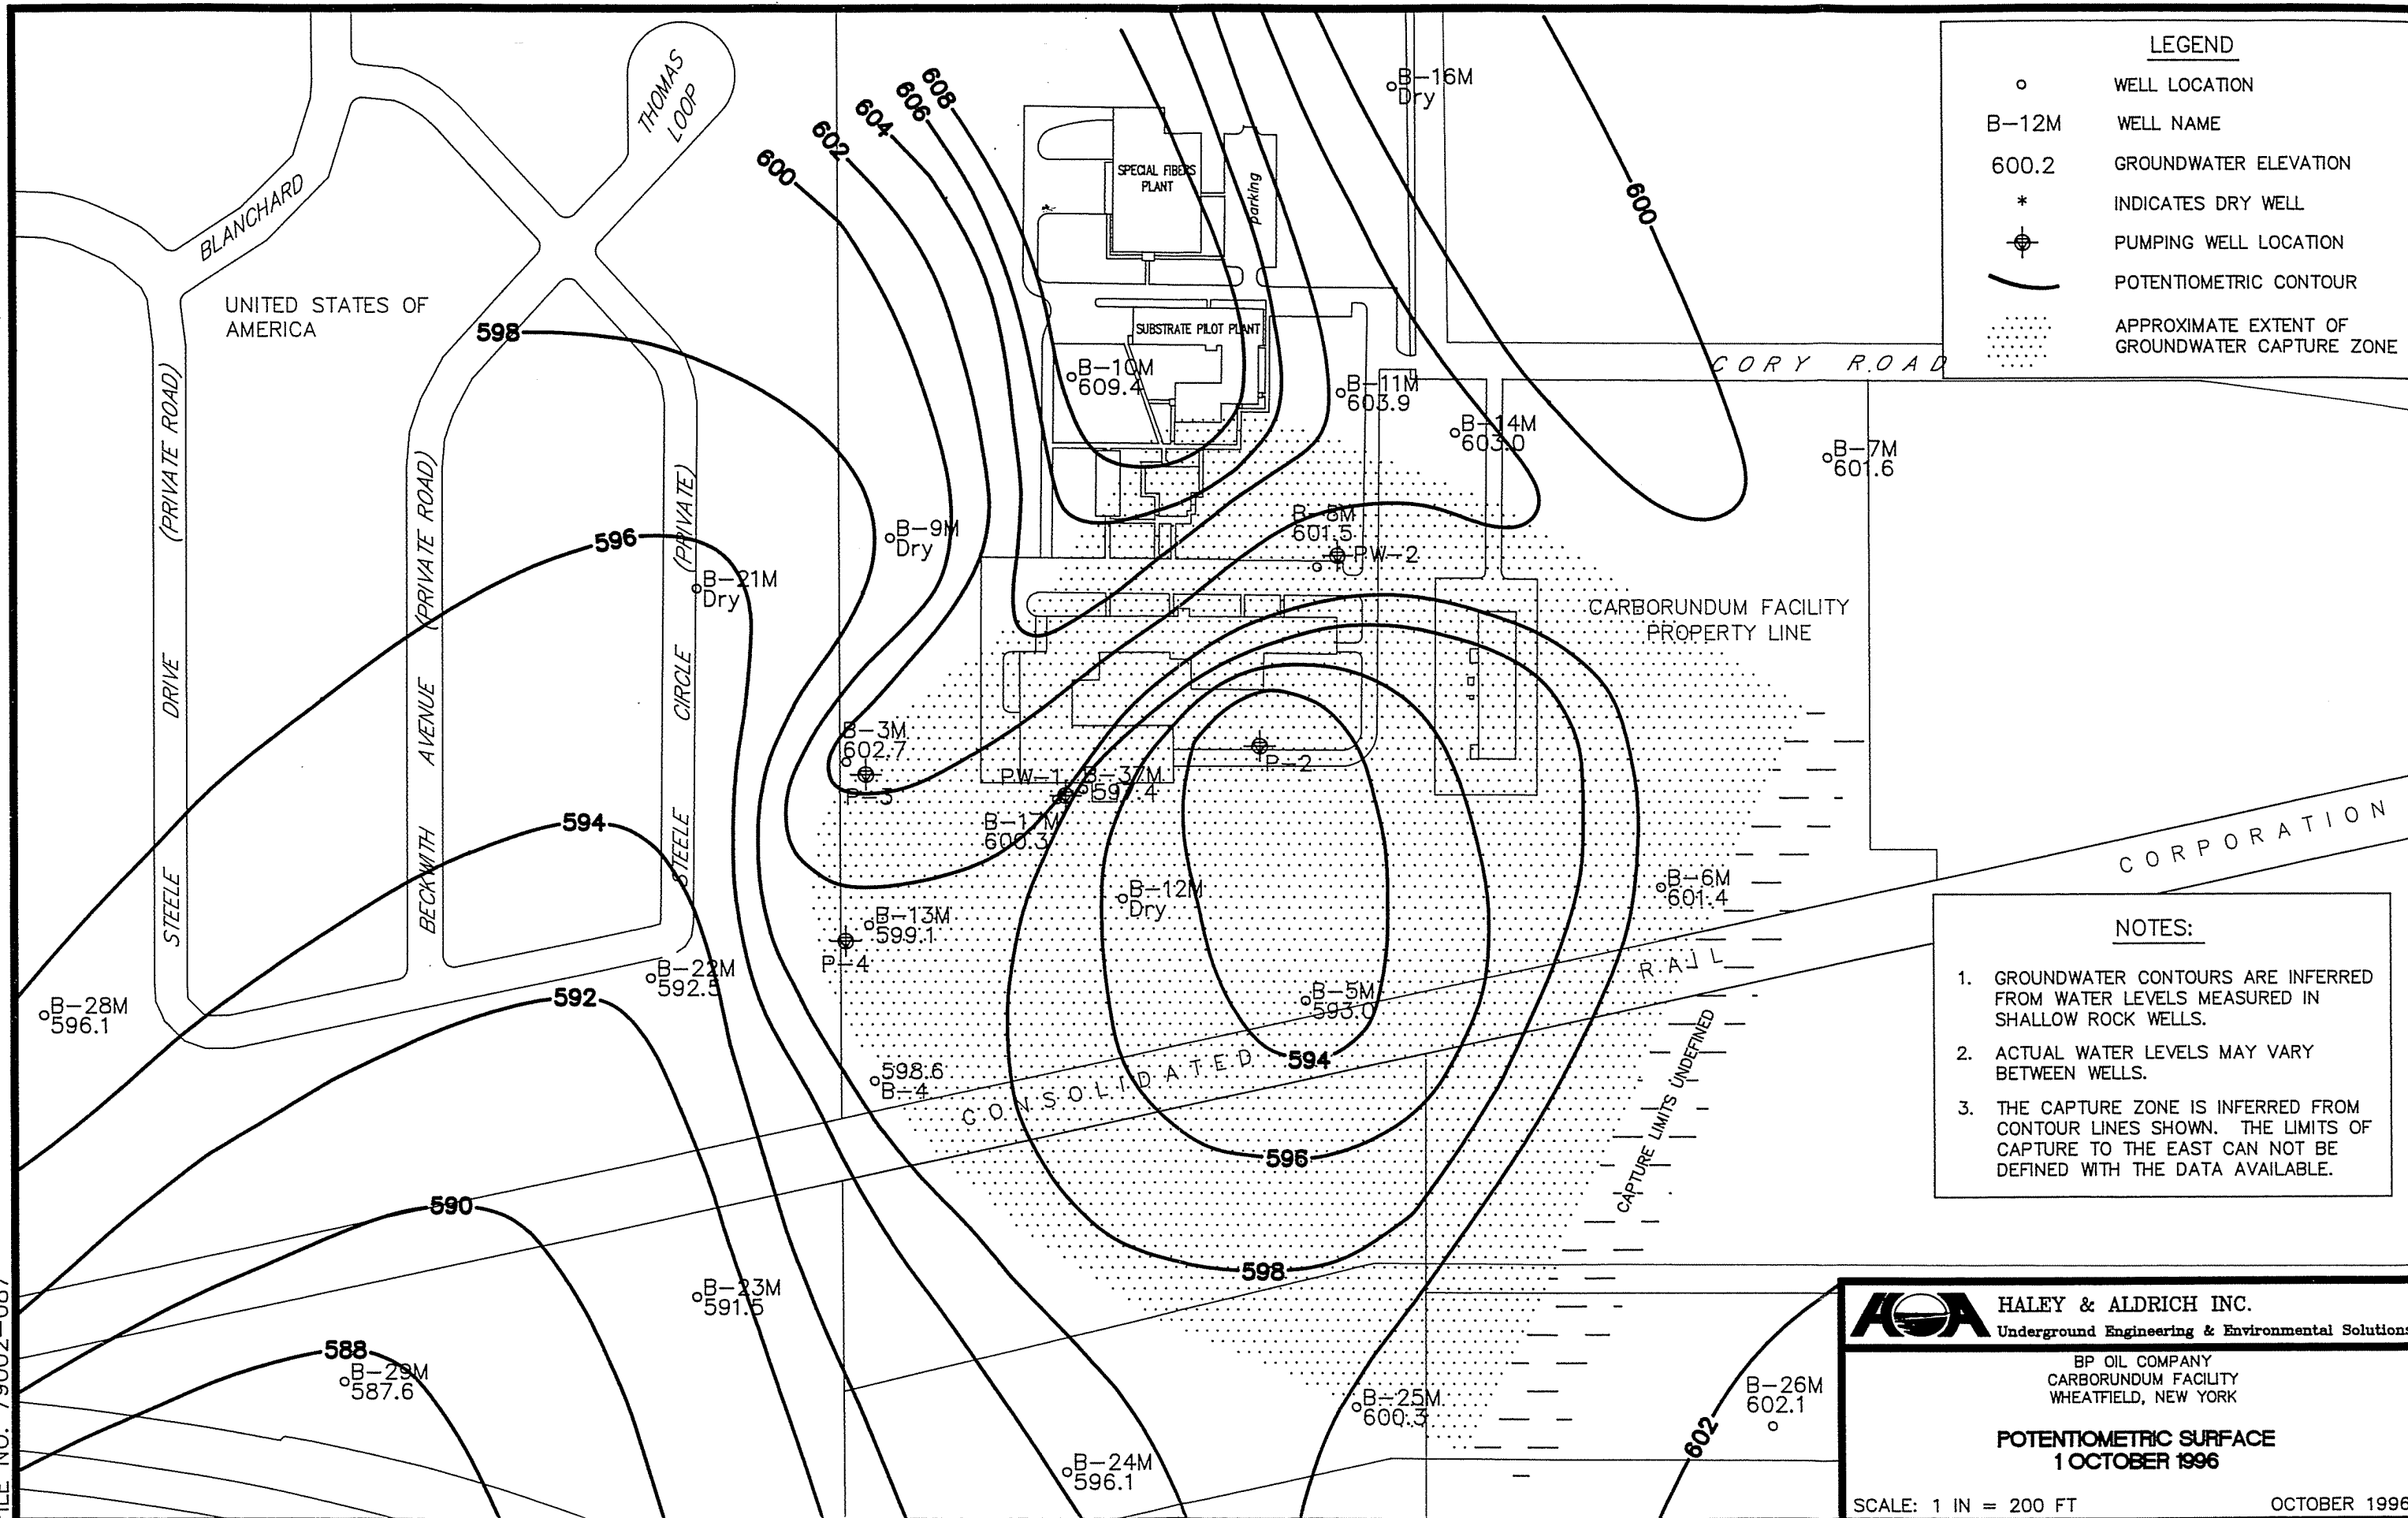 LEGEND
WELL LOCATION
B-12M WELL NAME
600.2 GROUNDWATER ELEVATION
* INDICATES DRY WELL
PUMPING WELL LOCATION
POTENTIOMETRIC CONTOUR
APPROXIMATE EXTENT OF
GROUNDWATER CAPTURE ZONE
THOMAS
LOOP
BLANCHARD
UNITED STATES OF
AMERICA
STEELE DRIVE (PRIVATE ROAD)
BECKWITH AVENUE (PRIVATE ROAD)
STEELE CIRCLE (PRIVATE)
600
602
604
606
608
600
598
596
594
592
590
588
SPECIAL FIBERS
PLANT
parking
SUBSTRATE PILOT PLANT
B-16M
Dry
B-10M
609.4
B-11M
603.9
B-14M
603.0
CORY ROAD
B-7M
601.6
B-9M
Dry
B-8M
601.5
PW-2
B-21M
Dry
CARBORUNDUM FACILITY
PROPERTY LINE
B-3M
602.7
P-3
PW-1
B-37M
597.4
P-2
B-17M
600.3
B-12M
Dry
B-6M
601.4
B-13M
599.1
P-4
B-22M
592.5
B-28M
596.1
B-5M
593.0
594
598.6
B-4
CONSOLIDATED RAIL CORPORATION
CAPTURE LIMITS UNDEFINED
596
598
B-23M
591.5
B-29M
587.6
B-24M
596.1
B-25M
600.3
B-26M
602.1
602
NOTES:
1. GROUNDWATER CONTOURS ARE INFERRED
FROM WATER LEVELS MEASURED IN
SHALLOW ROCK WELLS.
2. ACTUAL WATER LEVELS MAY VARY
BETWEEN WELLS.
3. THE CAPTURE ZONE IS INFERRED FROM
CONTOUR LINES SHOWN. THE LIMITS OF
CAPTURE TO THE EAST CAN NOT BE
DEFINED WITH THE DATA AVAILABLE.
HALEY & ALDRICH INC.
Underground Engineering & Environmental Solutions
BP OIL COMPANY
CARBORUNDUM FACILITY
WHEATFIELD, NEW YORK
POTENTIOMETRIC SURFACE
1 OCTOBER 1996
SCALE: 1 IN = 200 FT OCTOBER 1996